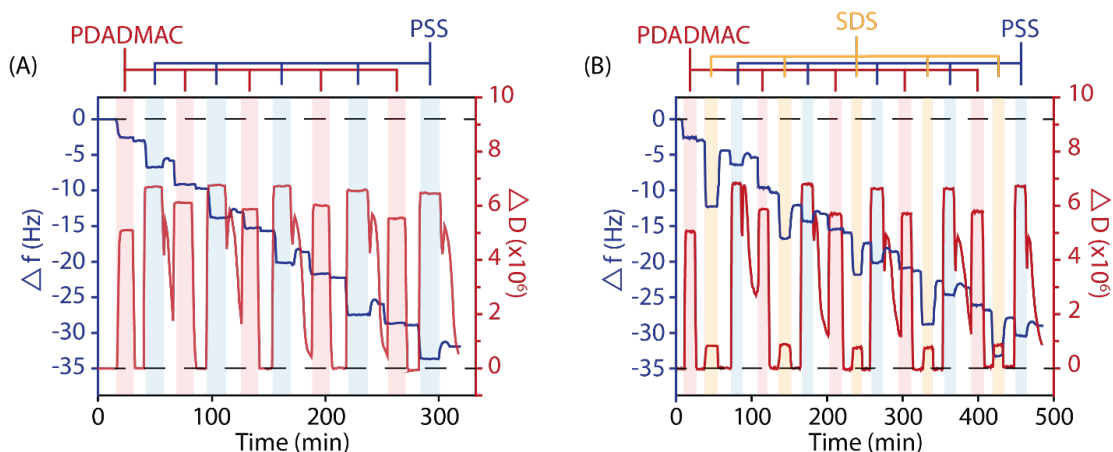 SDS
PDADMAC PSS PDADMAC PSS
(A) (B)
0 10 0 10
-5 8 -5 8
-10 -10
-15 6 -15 6
-20 4 -20 4
-25 -25
-30 2 -30 2
-35 0 -35 0
△ f (Hz) △ D (x10⁶) △ f (Hz) △ D (x10⁶)
0 100 200 300 0 100 200 300 400 500
Time (min) Time (min)